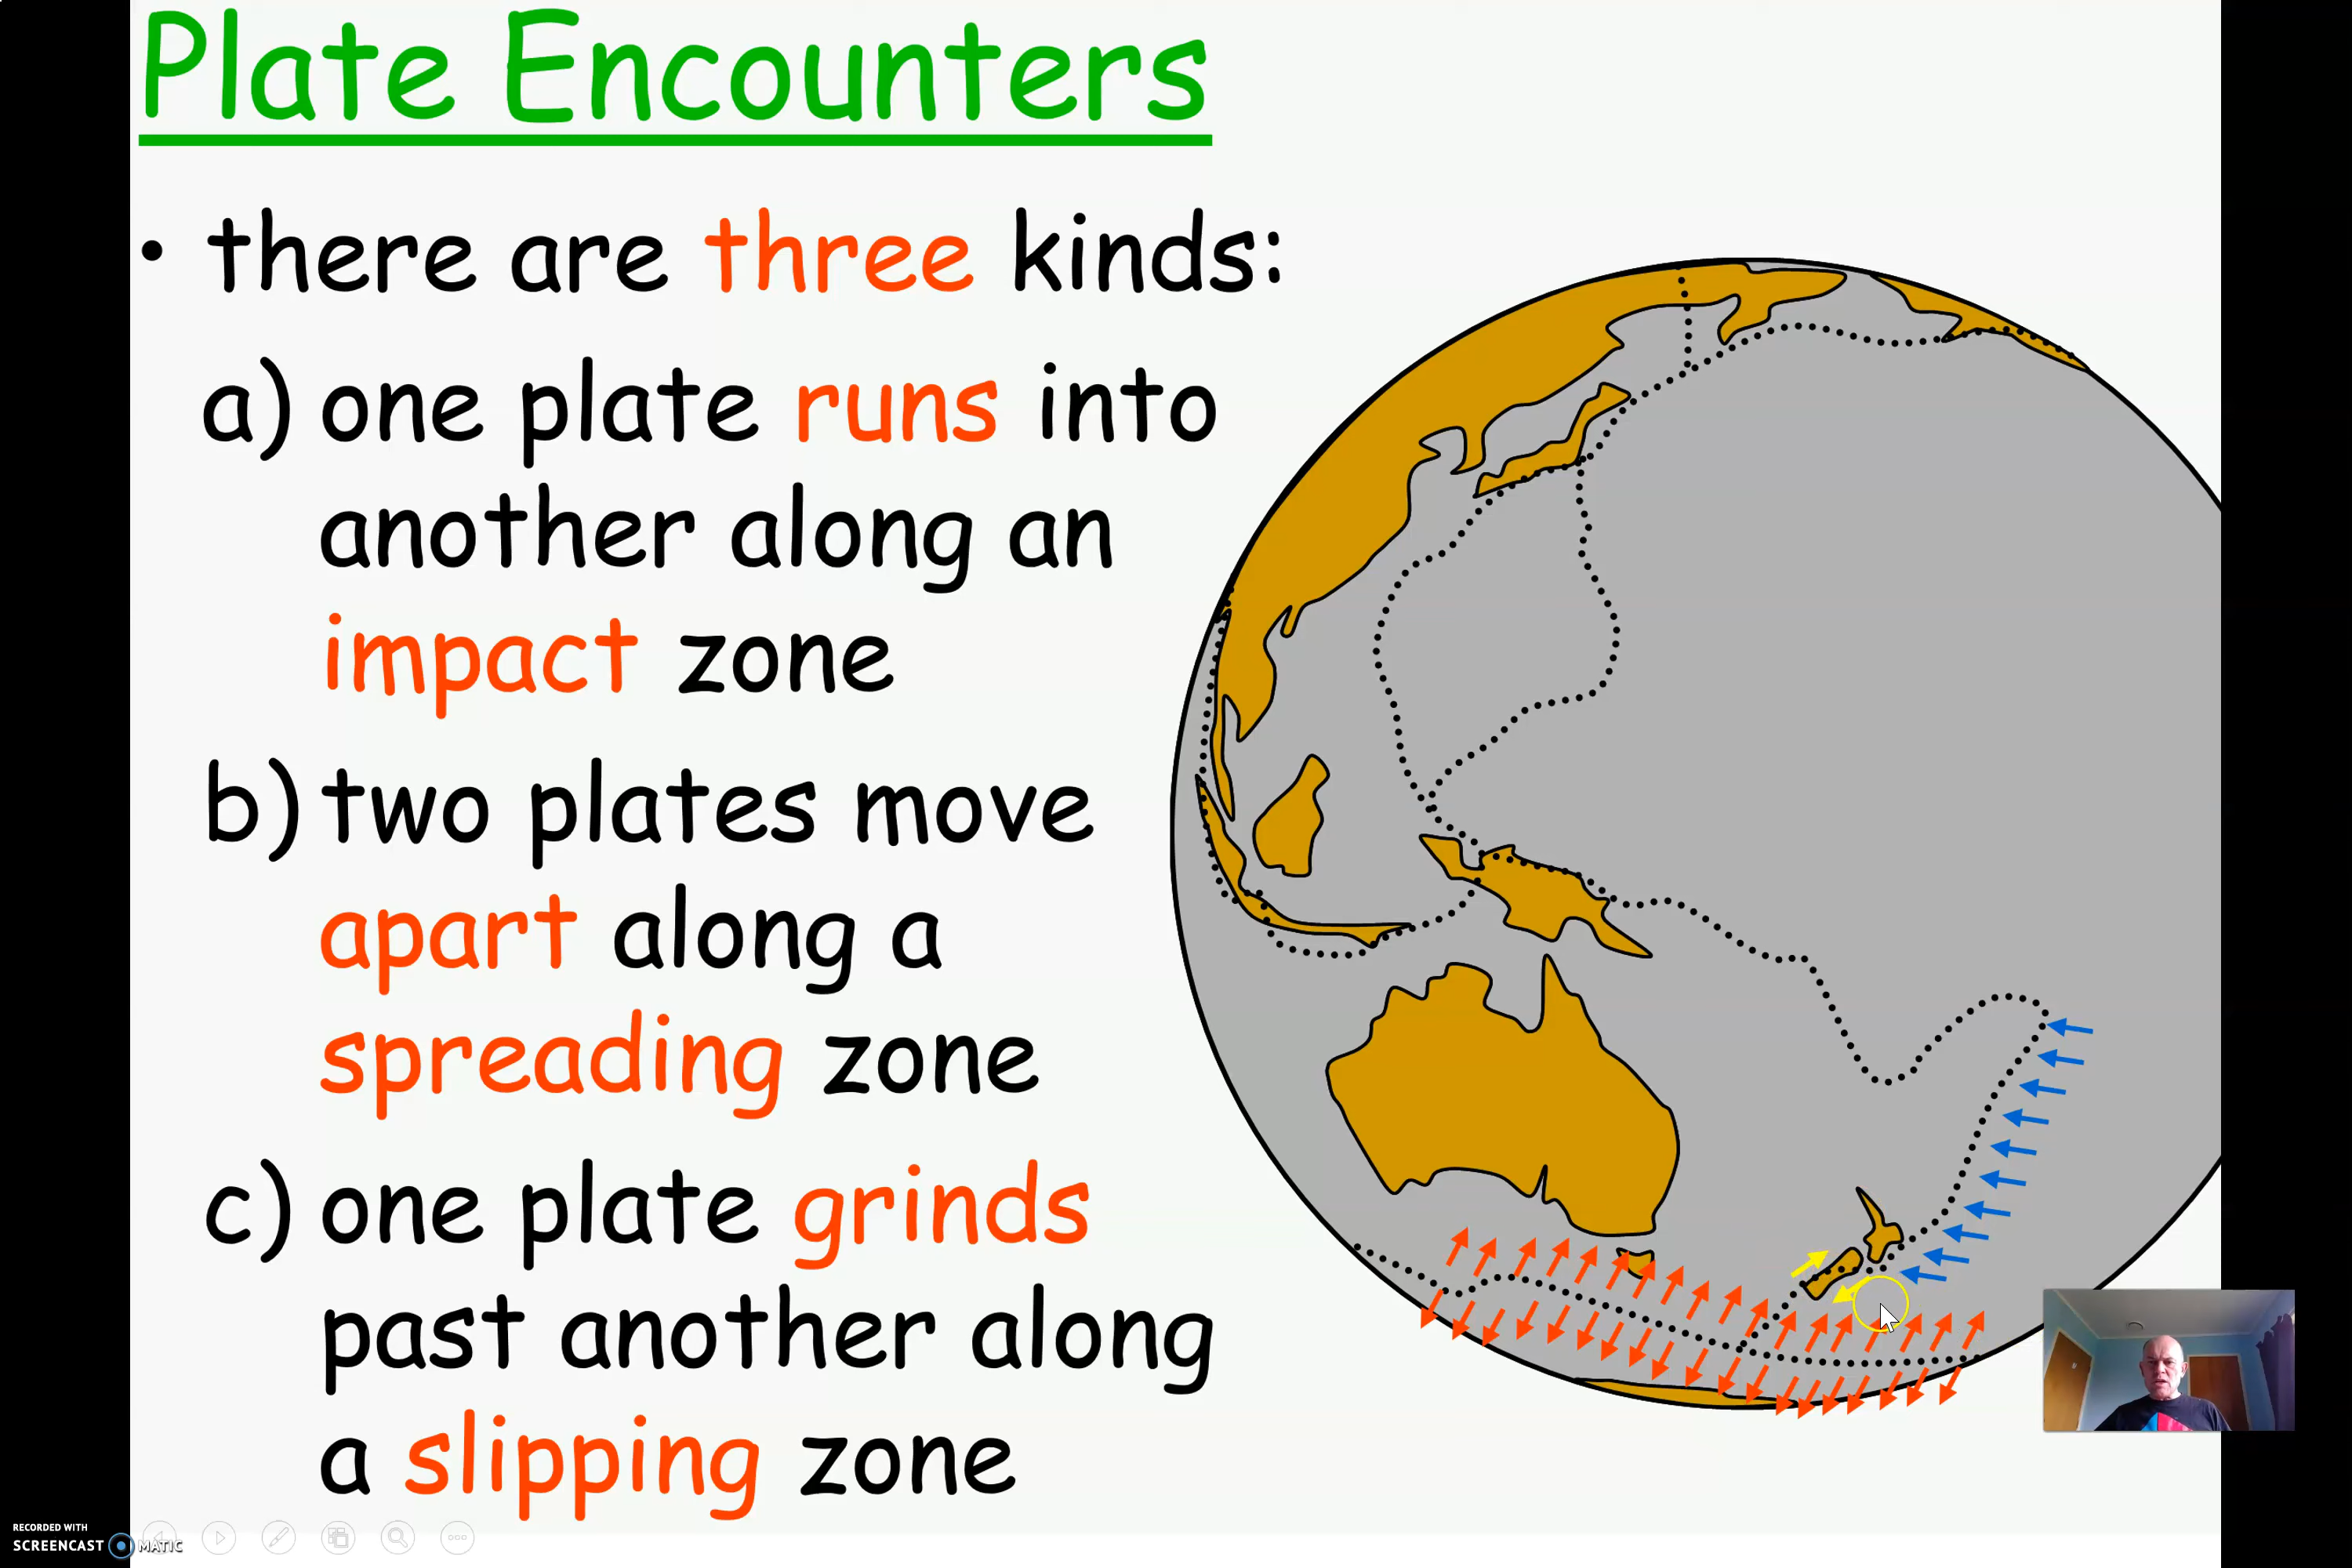 Plate Encounters
• there are three kinds:
a) one plate runs into
another along an
impact zone
b) two plates move
apart along a
spreading zone
c) one plate grinds
past another along
a slipping zone
RECORDED WITH
SCREENCAST MATIC